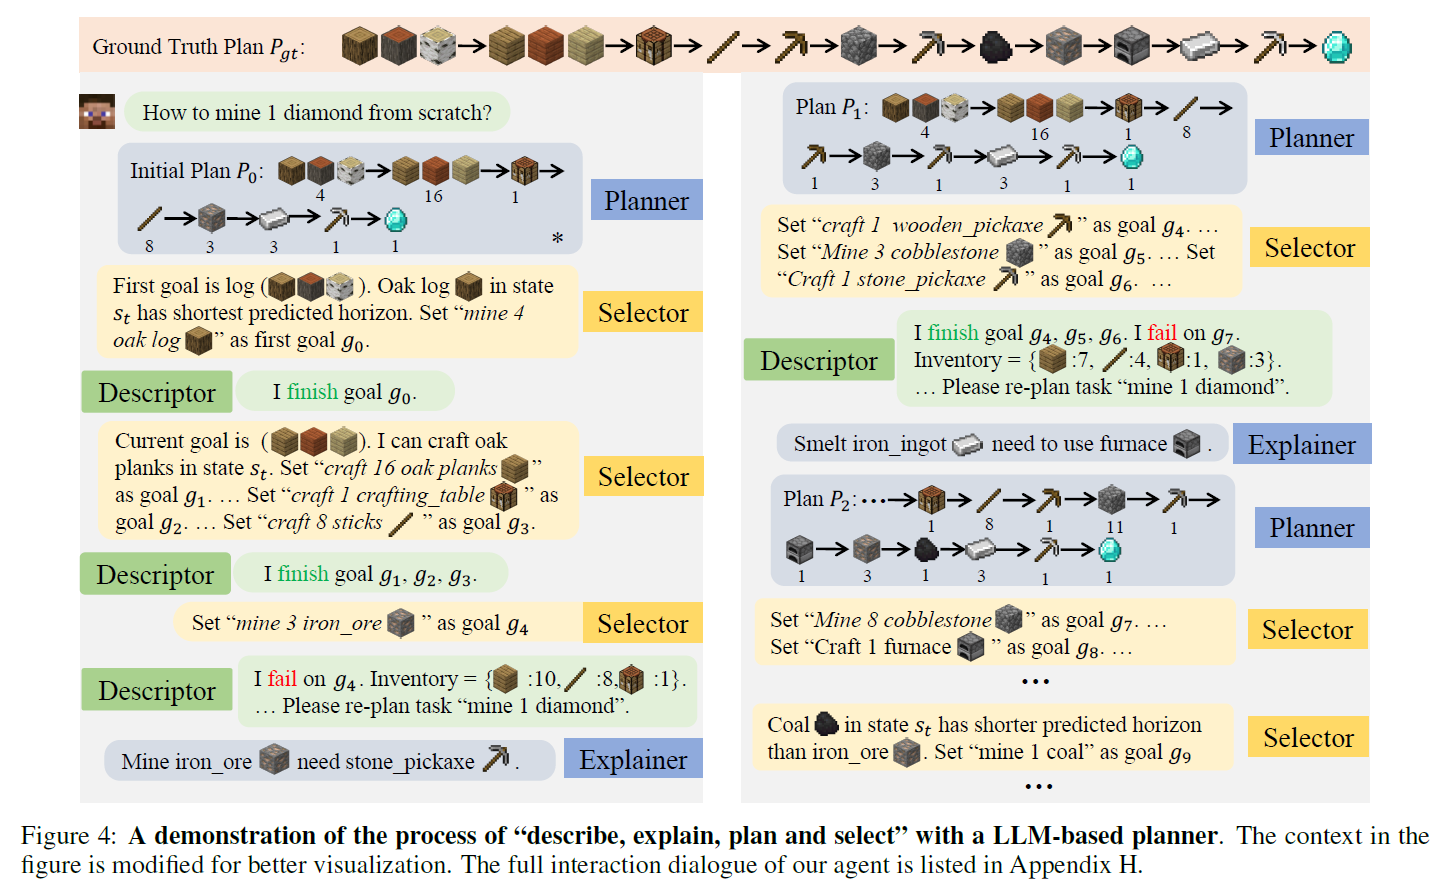 Ground Truth Plan P_gt:
How to mine 1 diamond from scratch?
Initial Plan P_0:
4 16 1
8 3 3 1 1 *
Planner
First goal is log ( ). Oak log in state
s_t has shortest predicted horizon. Set “mine 4
oak log ” as first goal g_0.
Selector
Descriptor
I finish goal g_0.
Current goal is ( ). I can craft oak
planks in state s_t. Set “craft 16 oak planks ”
as goal g_1. … Set “craft 1 crafting_table ” as
goal g_2. … Set “craft 8 sticks ” as goal g_3.
Selector
Descriptor
I finish goal g_1, g_2, g_3.
Set “mine 3 iron_ore ” as goal g_4
Selector
Descriptor
I fail on g_4. Inventory = { :10, :8, :1}.
… Please re-plan task “mine 1 diamond”.
Mine iron_ore need stone_pickaxe .
Explainer
Plan P_1:
4 16 1 8
1 3 1 3 1 1
Planner
Set “craft 1 wooden_pickaxe ” as goal g_4. …
Set “Mine 3 cobblestone ” as goal g_5. … Set
“Craft 1 stone_pickaxe ” as goal g_6. …
Selector
Descriptor
I finish goal g_4, g_5, g_6. I fail on g_7.
Inventory = { :7, :4, :1, :3}.
… Please re-plan task “mine 1 diamond”.
Smelt iron_ingot need to use furnace .
Explainer
Plan P_2: ···
1 8 1 11 1
1 3 1 3 1 1
Planner
Set “Mine 8 cobblestone ” as goal g_7. …
Set “Craft 1 furnace ” as goal g_8. …
Selector
…
Coal in state s_t has shorter predicted horizon
than iron_ore . Set “mine 1 coal” as goal g_9
Selector
…
Figure 4: A demonstration of the process of “describe, explain, plan and select” with a LLM-based planner. The context in the
figure is modified for better visualization. The full interaction dialogue of our agent is listed in Appendix H.